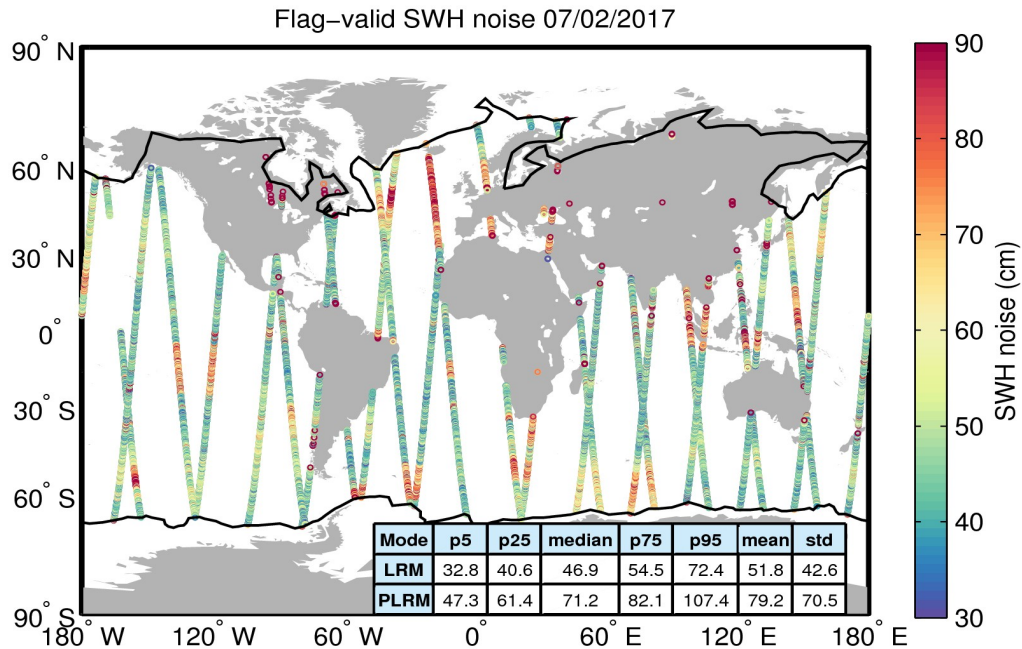 Flag−valid SWH noise 07/02/2017
90° N
60° N
30° N
0°
30° S
60° S
90° S
180° W
120° W
60° W
0°
60° E
120° E
180° E
Mode p5 p25 median p75 p95 mean std
LRM 32.8 40.6 46.9 54.5 72.4 51.8 42.6
PLRM 47.3 61.4 71.2 82.1 107.4 79.2 70.5
90
80
70
60
50
40
30
SWH noise (cm)